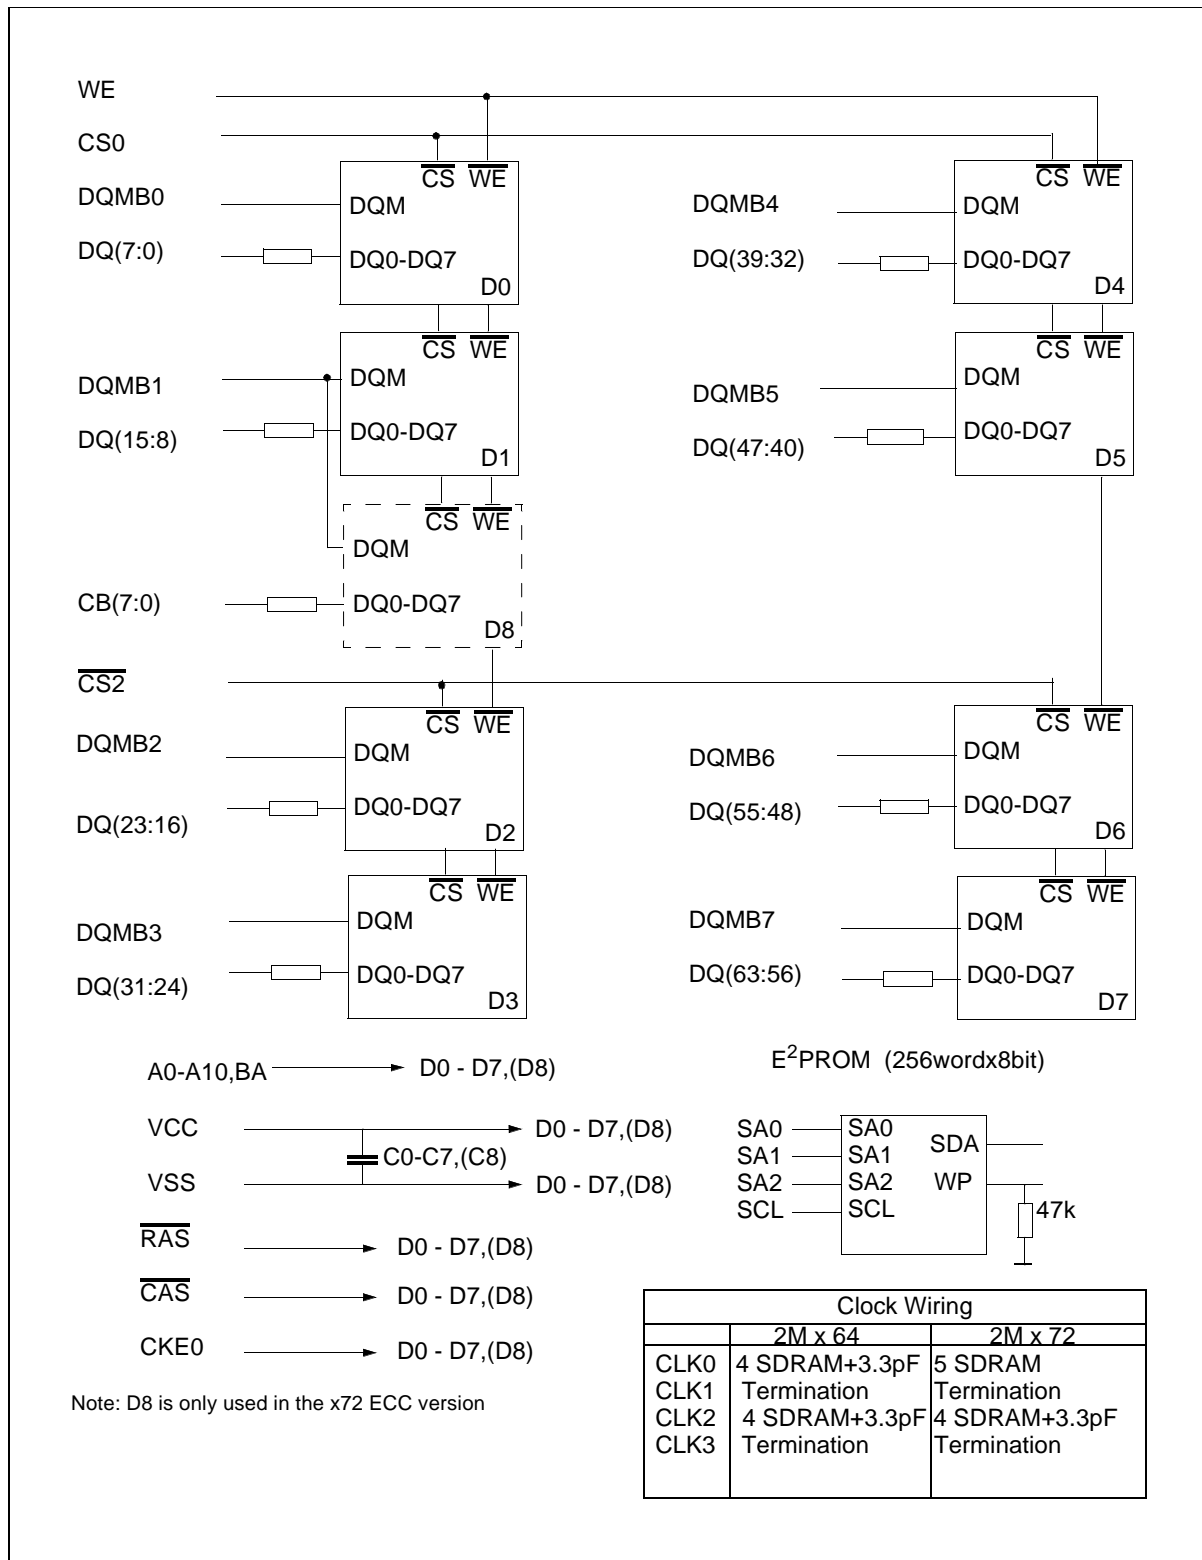 WE
CS0
CS WE
DQMB0
DQM
DQ(7:0)
DQ0-DQ7
D0
CS WE
DQMB4
DQM
DQ(39:32)
DQ0-DQ7
D4
CS WE
DQMB1
DQM
DQ(15:8)
DQ0-DQ7
D1
CS WE
DQMB5
DQM
DQ(47:40)
DQ0-DQ7
D5
CS WE
DQM
CB(7:0)
DQ0-DQ7
D8
CS2
CS WE
DQMB2
DQM
DQ(23:16)
DQ0-DQ7
D2
CS WE
DQMB6
DQM
DQ(55:48)
DQ0-DQ7
D6
CS WE
DQMB3
DQM
DQ(31:24)
DQ0-DQ7
D3
CS WE
DQMB7
DQM
DQ(63:56)
DQ0-DQ7
D7
A0-A10,BA D0 - D7,(D8)
VCC D0 - D7,(D8)
C0-C7,(C8)
VSS D0 - D7,(D8)
RAS D0 - D7,(D8)
CAS D0 - D7,(D8)
CKE0 D0 - D7,(D8)
Note: D8 is only used in the x72 ECC version
E2PROM (256wordx8bit)
SA0 SA0
SDA
SA1 SA1
SA2 SA2 WP
SCL SCL
47k
Clock Wiring
2M x 64 2M x 72
CLK0 4 SDRAM+3.3pF 5 SDRAM
CLK1 Termination Termination
CLK2 4 SDRAM+3.3pF 4 SDRAM+3.3pF
CLK3 Termination Termination